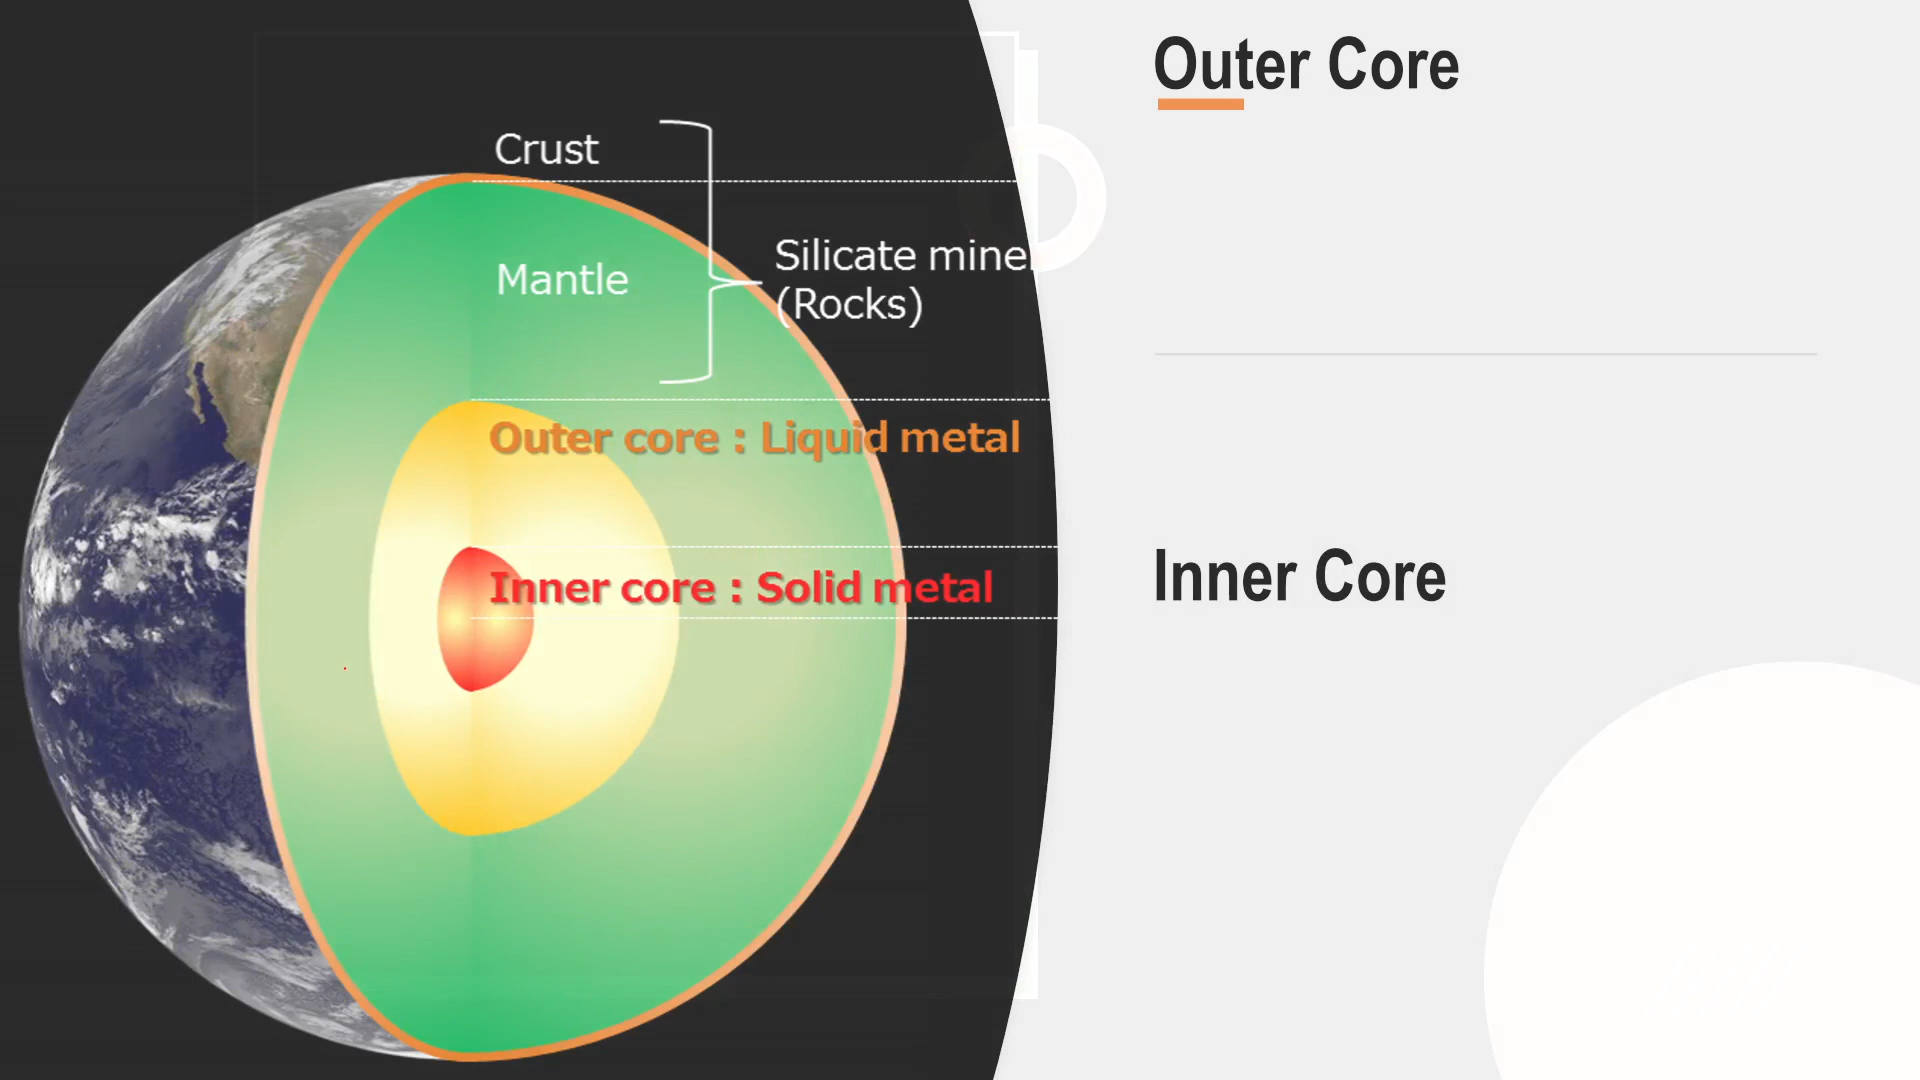 Outer Core
Crust
Mantle
Silicate mine
(Rocks)
Outer core : Liquid metal
Inner core : Solid metal
Inner Core